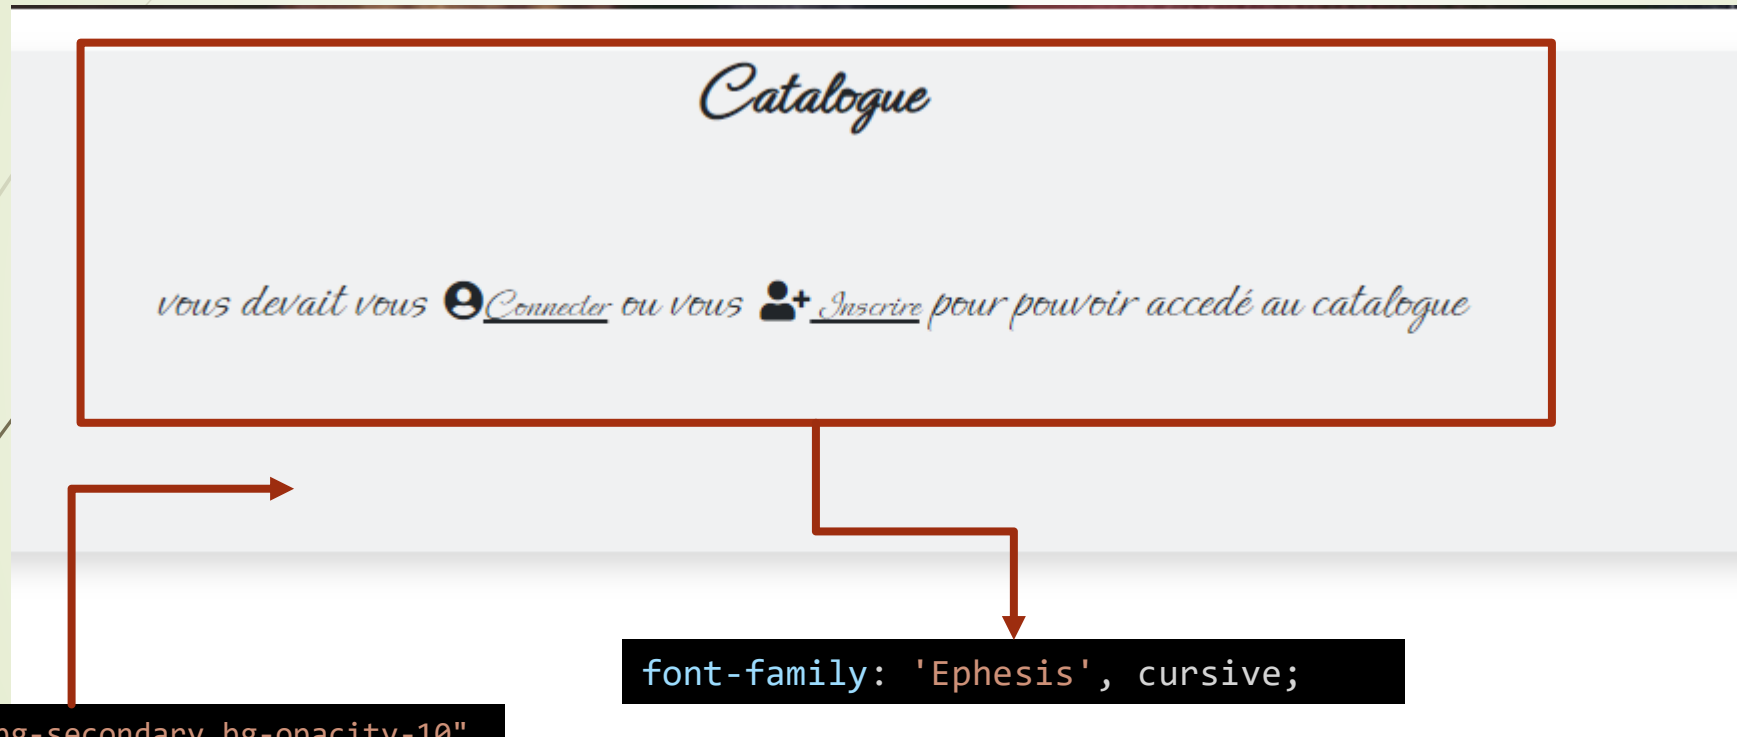 Catalogue
vous devait vous Connecter ou vous Inscrire pour pouvoir accedé au catalogue
font-family: 'Ephesis', cursive;
bg-secondary bg-opacity-10"